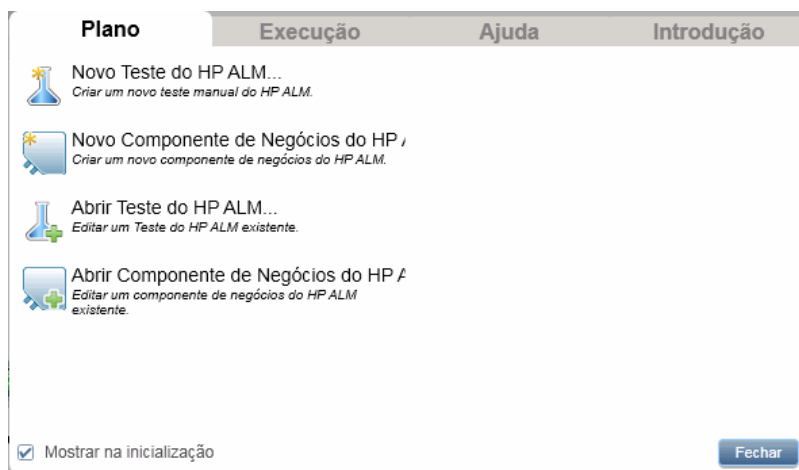 Plano Execução Ajuda Introdução
Novo Teste do HP ALM...
Criar um novo teste manual do HP ALM.
Novo Componente de Negócios do HP
Criar um novo componente de negócios do HP ALM.
Abrir Teste do HP ALM...
Editar um Teste do HP ALM existente.
Abrir Componente de Negócios do HP
Editar um componente de negócios do HP ALM
existente.
Mostrar na inicialização Fechar